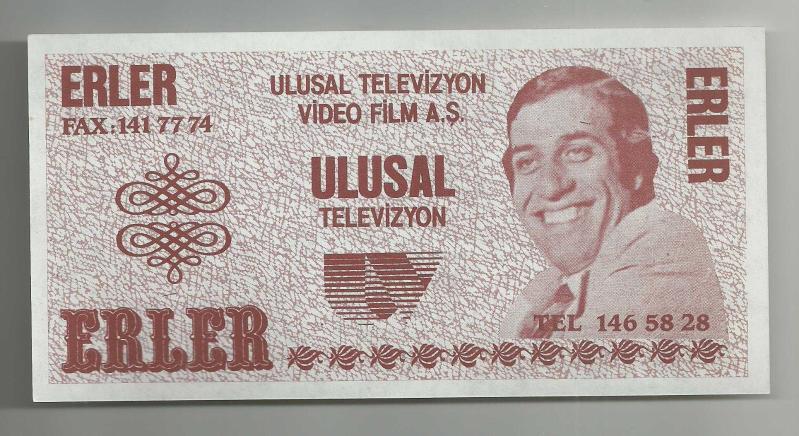 ERLER
FAX: 141 77 74
ULUSAL TELEVİZYON
VİDEO FİLM A.Ş.
ERLER
ULUSAL
TELEVİZYON
ERLER
TEL 146 58 28